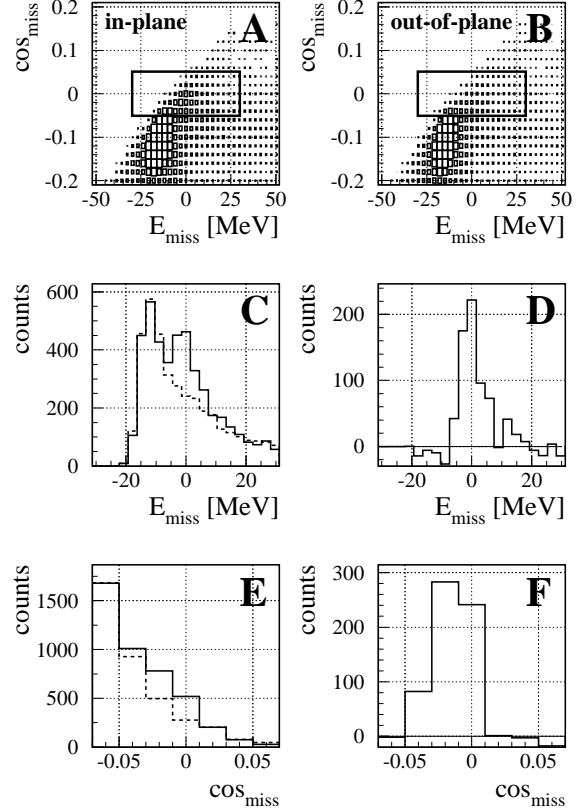 cos_miss 0.2 in-plane A
0.1
0
-0.1
-0.2
-50 -25 0 25 50
E_miss [MeV]
cos_miss 0.2 out-of-plane B
0.1
0
-0.1
-0.2
-50 -25 0 25 50
E_miss [MeV]
counts 600 C
400
200
0
-20 0 20
E_miss [MeV]
counts D
200
100
0
-20 0 20
E_miss [MeV]
counts E
1500
1000
500
0
-0.05 0 0.05
cos_miss
counts 300 F
200
100
0
-0.05 0 0.05
cos_miss